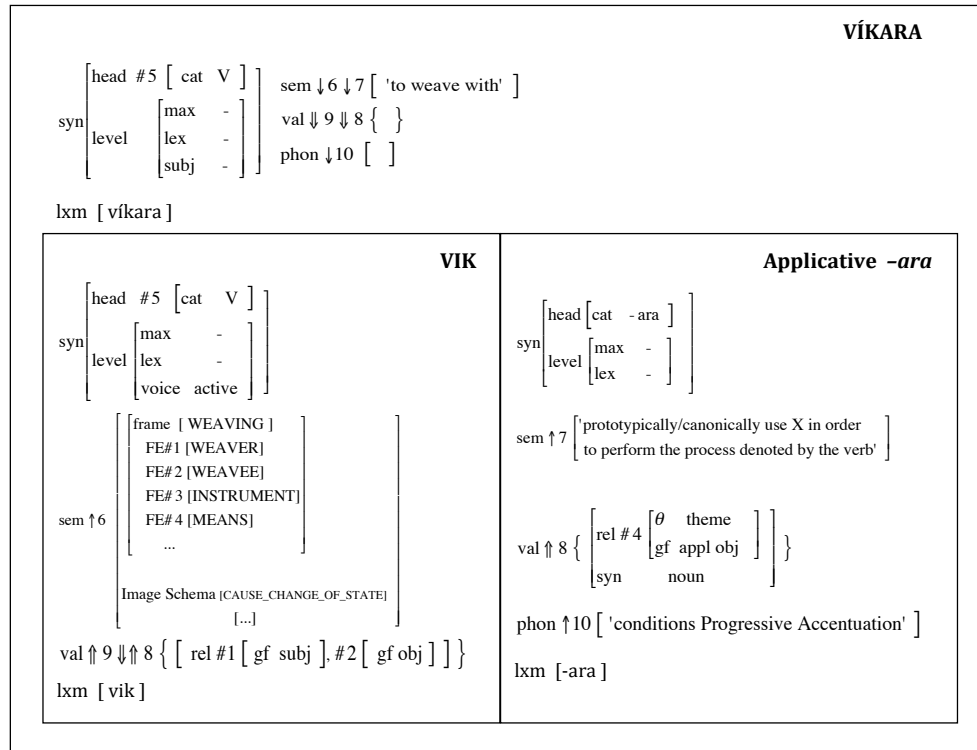 VÍKARA
syn [ head #5 [ cat V ]
level [ max -
lex -
subj - ] ]
sem ↓6 ↓7 [ 'to weave with' ]
val ⇓ 9 ⇓ 8 { }
phon ↓10 [ ]
lxm [ víkara ]
VIK
syn [ head #5 [ cat V ]
level [ max -
lex -
voice active ] ]
sem ↑6 [ [ frame [ WEAVING ]
FE#1 [WEAVER]
FE#2 [WEAVEE]
FE# 3 [INSTRUMENT]
FE# 4 [MEANS]
... ]
Image Schema [CAUSE_CHANGE_OF_STATE]
[...] ]
val ⇑ 9 ⇓⇑ 8 { [ rel #1 [ gf subj ], #2 [ gf obj ] ] }
lxm [ vik ]
Applicative –ara
syn [ head [ cat -ara ]
level [ max -
lex - ] ]
sem ↑7 [ 'prototypically/canonically use X in order
to perform the process denoted by the verb' ]
val ⇑ 8 { [ rel #4 [ θ theme
gf appl obj ]
syn noun ] }
phon ↑10 [ 'conditions Progressive Accentuation' ]
lxm [-ara ]